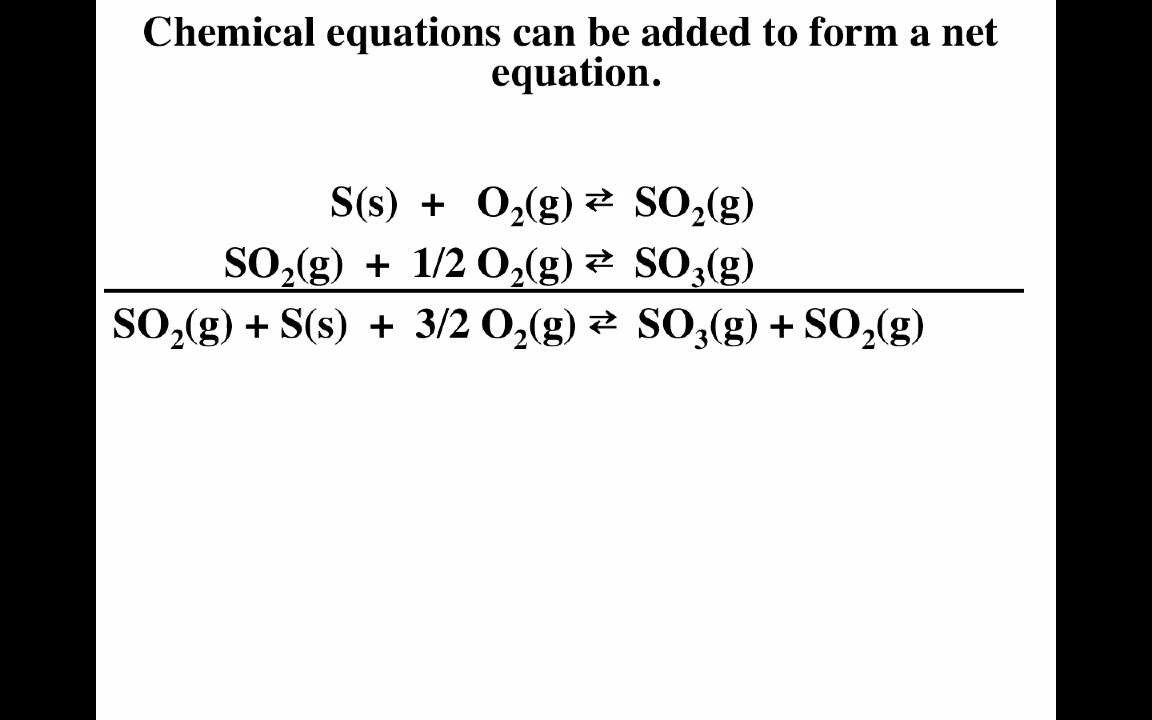 Chemical equations can be added to form a net
equation.
S(s) + O₂(g) ⇄ SO₂(g)
SO₂(g) + 1/2 O₂(g) ⇄ SO₃(g)
SO₂(g) + S(s) + 3/2 O₂(g) ⇄ SO₃(g) + SO₂(g)